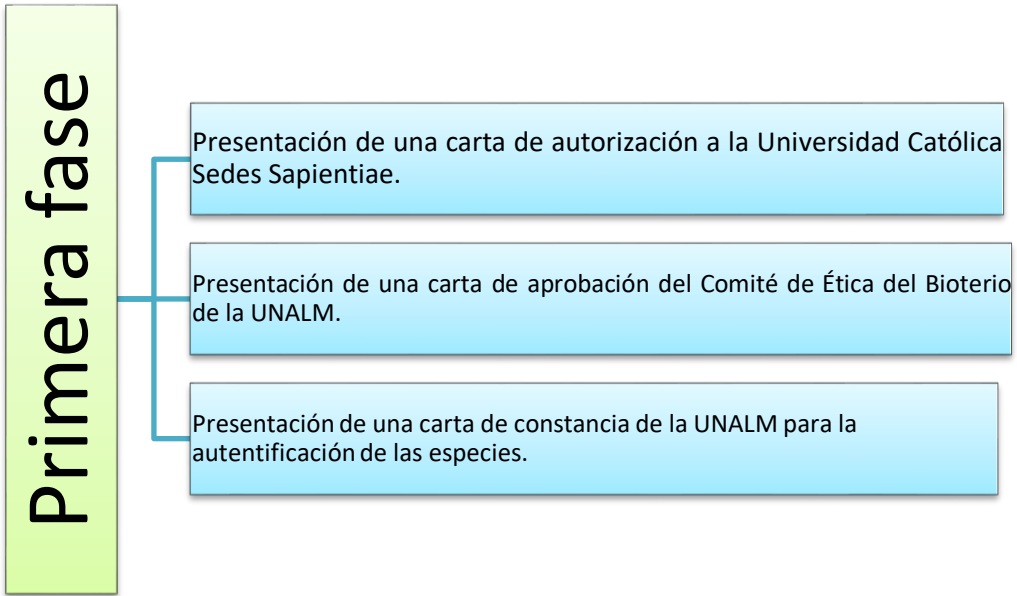 Primera fase
Presentación de una carta de autorización a la Universidad Católica
Sedes Sapientiae.
Presentación de una carta de aprobación del Comité de Ética del Bioterio
de la UNALM.
Presentación de una carta de constancia de la UNALM para la
autentificación de las especies.